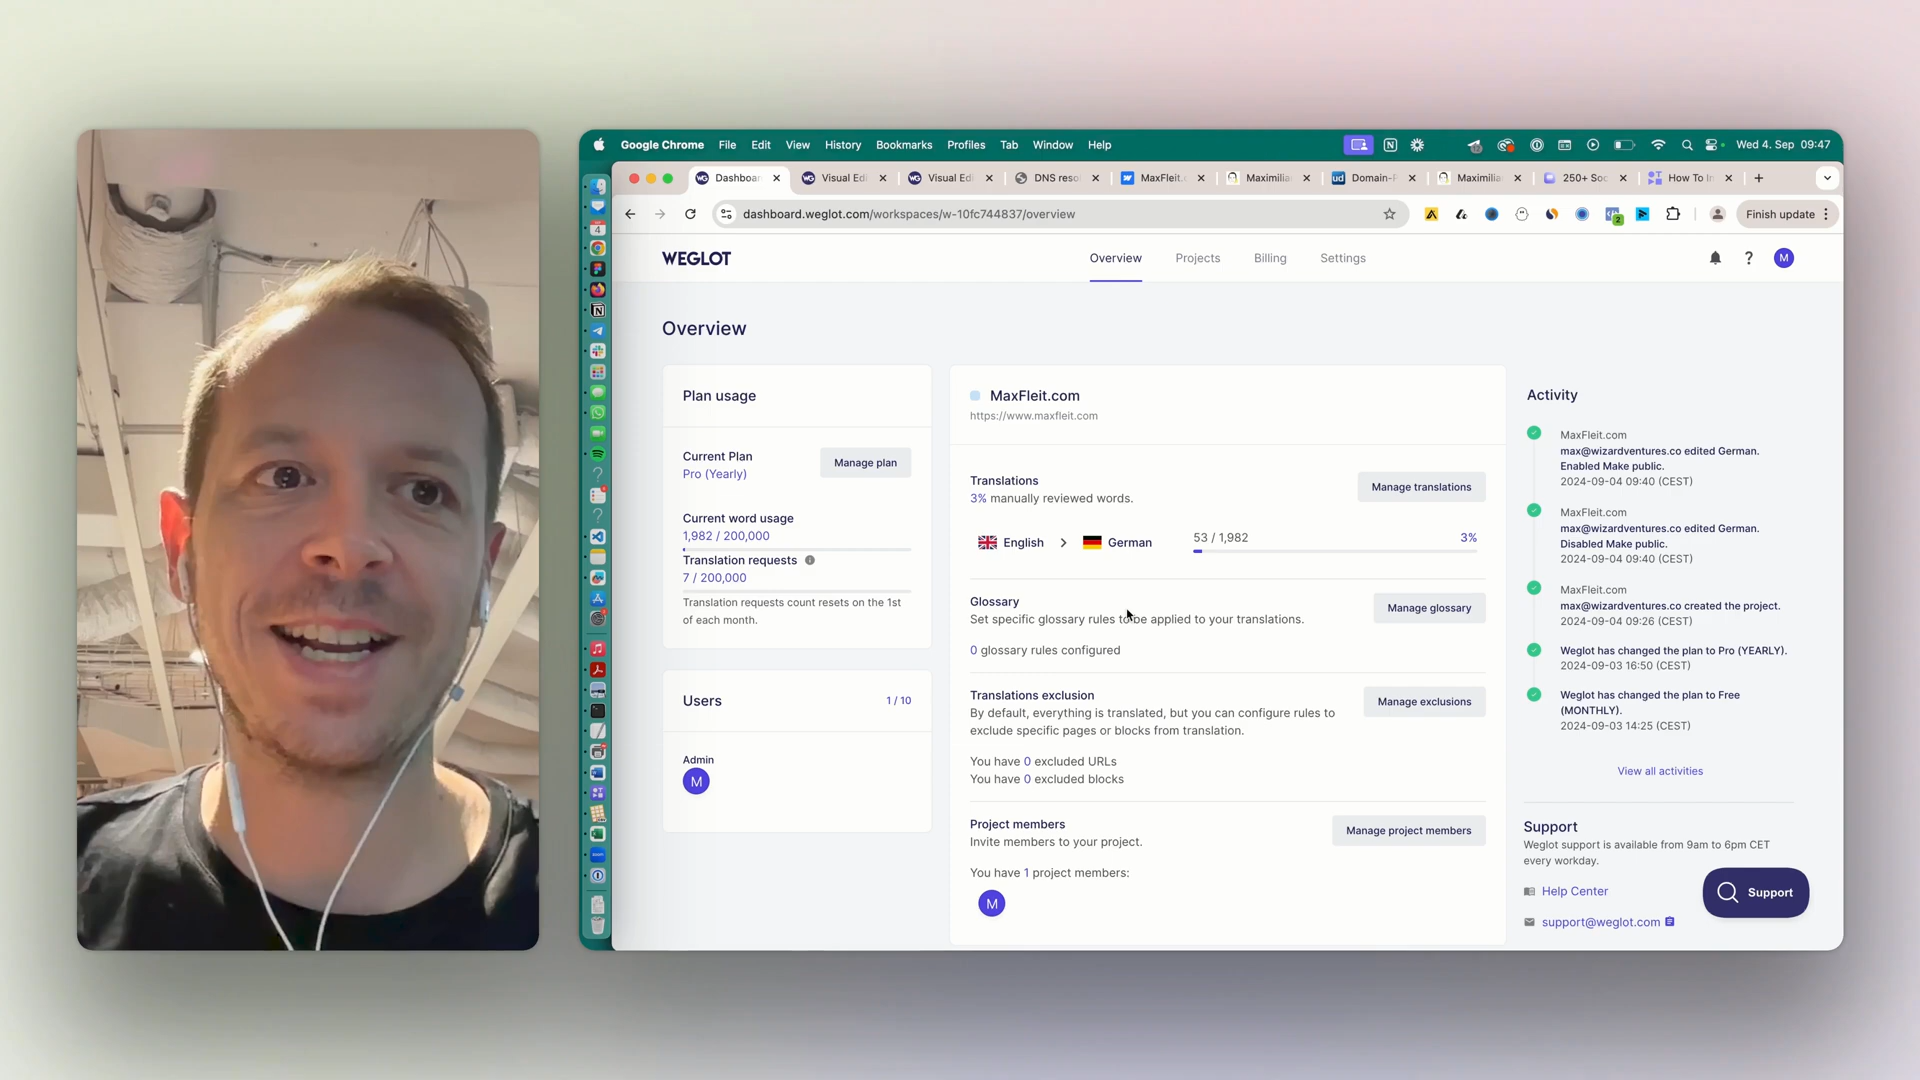 Google Chrome File Edit View History Bookmarks Profiles Tab Window Help Wed 4. Sep 09:47
Dashboar Visual Edi Visual Edi DNS reso MaxFleit. Maximilia Domain-F Maximilia 250+ Soc How To In
dashboard.weglot.com/workspaces/w-10fc744837/overview Finish update
WEGLOT Overview Projects Billing Settings M
Overview
Plan usage
Current Plan
Pro (Yearly)
Manage plan
Current word usage
1,982 / 200,000
Translation requests
7 / 200,000
Translation requests count resets on the 1st
of each month.
Users 1 / 10
Admin
M
MaxFleit.com
https://www.maxfleit.com
Translations
3% manually reviewed words.
Manage translations
English > German 53 / 1,982 3%
Glossary
Set specific glossary rules to be applied to your translations.
Manage glossary
0 glossary rules configured
Translations exclusion
By default, everything is translated, but you can configure rules to
exclude specific pages or blocks from translation.
Manage exclusions
You have 0 excluded URLs
You have 0 excluded blocks
Project members
Invite members to your project.
Manage project members
You have 1 project members:
M
Activity
MaxFleit.com
max@wizardventures.co edited German.
Enabled Make public.
2024-09-04 09:40 (CEST)
MaxFleit.com
max@wizardventures.co edited German.
Disabled Make public.
2024-09-04 09:40 (CEST)
MaxFleit.com
max@wizardventures.co created the project.
2024-09-04 09:26 (CEST)
Weglot has changed the plan to Pro (YEARLY).
2024-09-03 16:50 (CEST)
Weglot has changed the plan to Free
(MONTHLY).
2024-09-03 14:25 (CEST)
View all activities
Support
Weglot support is available from 9am to 6pm CET
every workday.
Help Center
support@weglot.com
Support